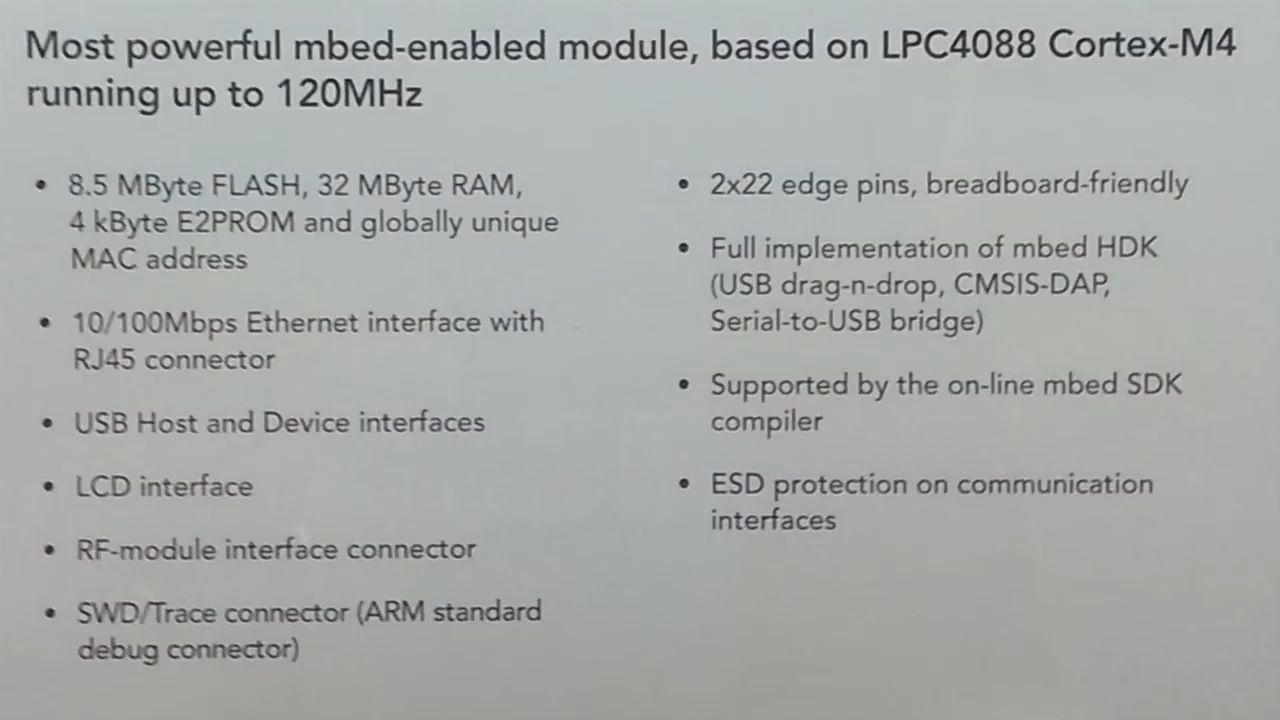 Most powerful mbed-enabled module, based on LPC4088 Cortex-M4
running up to 120MHz
• 8.5 MByte FLASH, 32 MByte RAM,
4 kByte E2PROM and globally unique
MAC address
• 10/100Mbps Ethernet interface with
RJ45 connector
• USB Host and Device interfaces
• LCD interface
• RF-module interface connector
• SWD/Trace connector (ARM standard
debug connector)
• 2x22 edge pins, breadboard-friendly
• Full implementation of mbed HDK
(USB drag-n-drop, CMSIS-DAP,
Serial-to-USB bridge)
• Supported by the on-line mbed SDK
compiler
• ESD protection on communication
interfaces